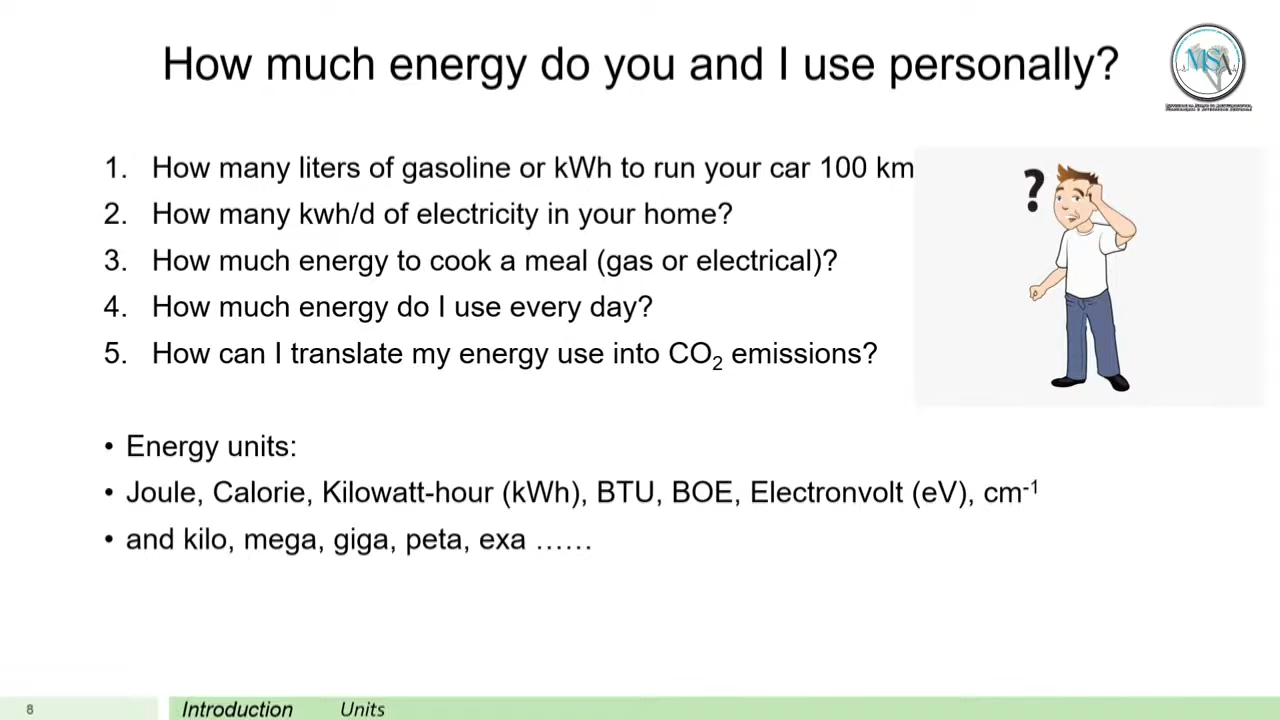 How much energy do you and I use personally?
MSA
1. How many liters of gasoline or kWh to run your car 100 km
2. How many kwh/d of electricity in your home?
3. How much energy to cook a meal (gas or electrical)?
4. How much energy do I use every day?
5. How can I translate my energy use into CO₂ emissions?
?
• Energy units:
• Joule, Calorie, Kilowatt-hour (kWh), BTU, BOE, Electronvolt (eV), cm⁻¹
• and kilo, mega, giga, peta, exa ……
8 Introduction Units